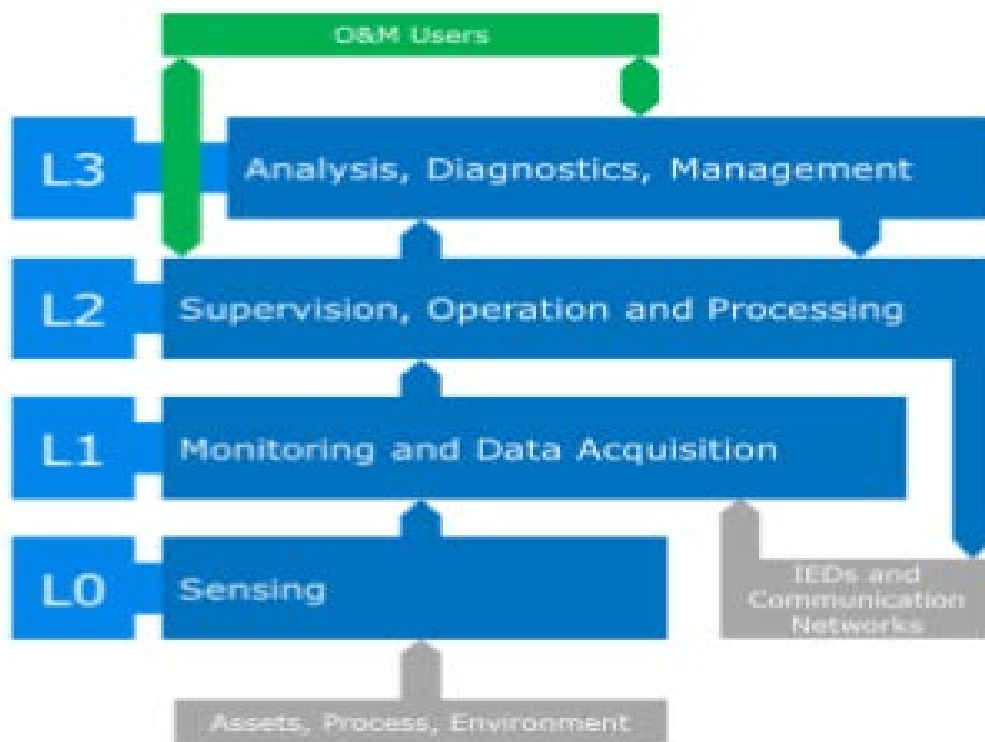 O&M Users
L3
Analysis, Diagnostics, Management
L2
Supervision, Operation and Processing
L1
Monitoring and Data Acquisition
L0
Sensing
IEDs and
Communication
Networks
Assets, Process, Environment